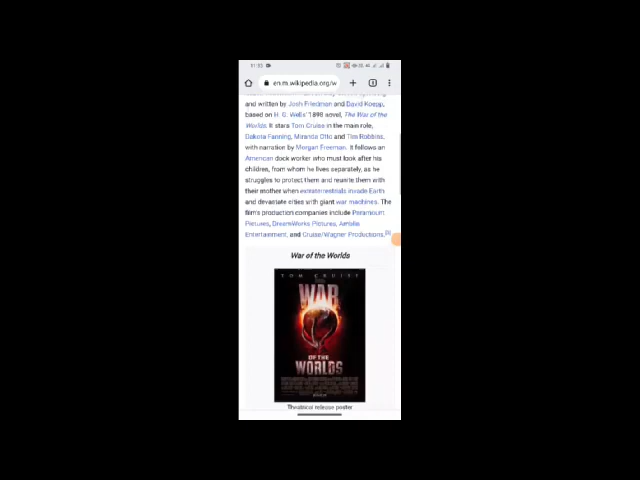 11:55
en.m.wikipedia.org/w
and written by Josh Friedman and David Koepp,
based on H. G. Wells' 1898 novel, The War of the
Worlds. It stars Tom Cruise in the main role,
Dakota Fanning, Miranda Otto and Tim Robbins,
with narration by Morgan Freeman. It follows an
American dock worker who must look after his
children, from whom he lives separately, as he
struggles to protect them and reunite them with
their mother when extraterrestrials invade Earth
and devastate cities with giant war machines. The
film's production companies include Paramount
Pictures, DreamWorks Pictures, Amblin
Entertainment, and Cruise/Wagner Productions.
War of the Worlds
TOM CRUISE
WAR
OF THE
WORLDS
Theatrical release poster